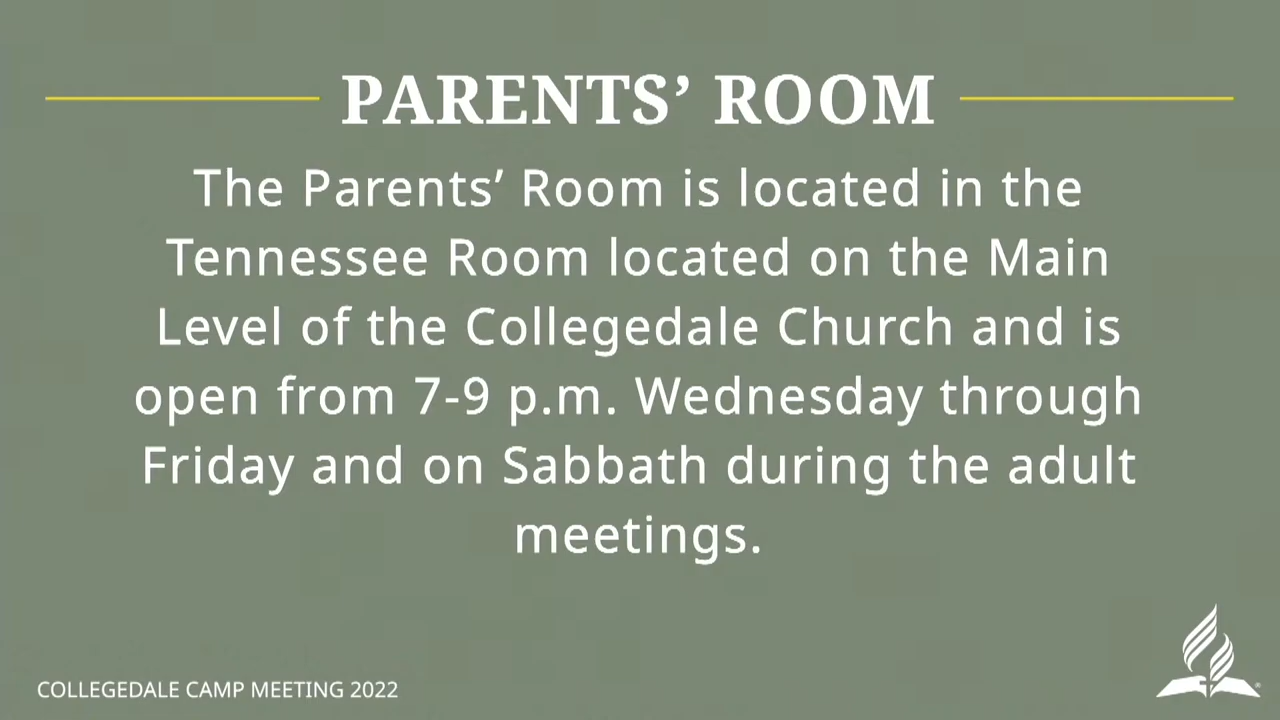 PARENTS’ ROOM
The Parents’ Room is located in the
Tennessee Room located on the Main
Level of the Collegedale Church and is
open from 7-9 p.m. Wednesday through
Friday and on Sabbath during the adult
meetings.
COLLEGEDALE CAMP MEETING 2022